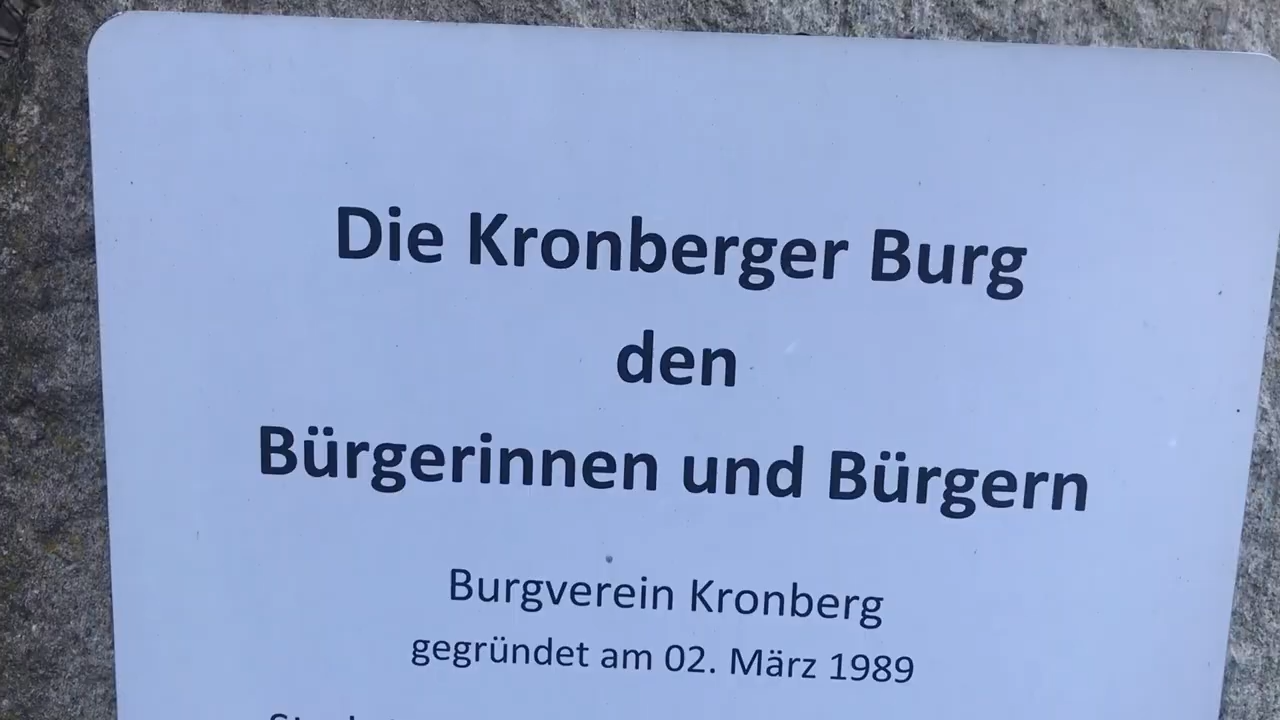 Die Kronberger Burg
den
Bürgerinnen und Bürgern
Burgverein Kronberg
gegründet am 02. März 1989